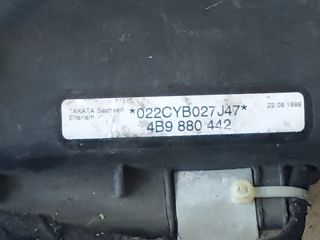 TAKATA Sachsen
Elterlein
*022CYB027J47*
22.09.1999
4B9 880 442